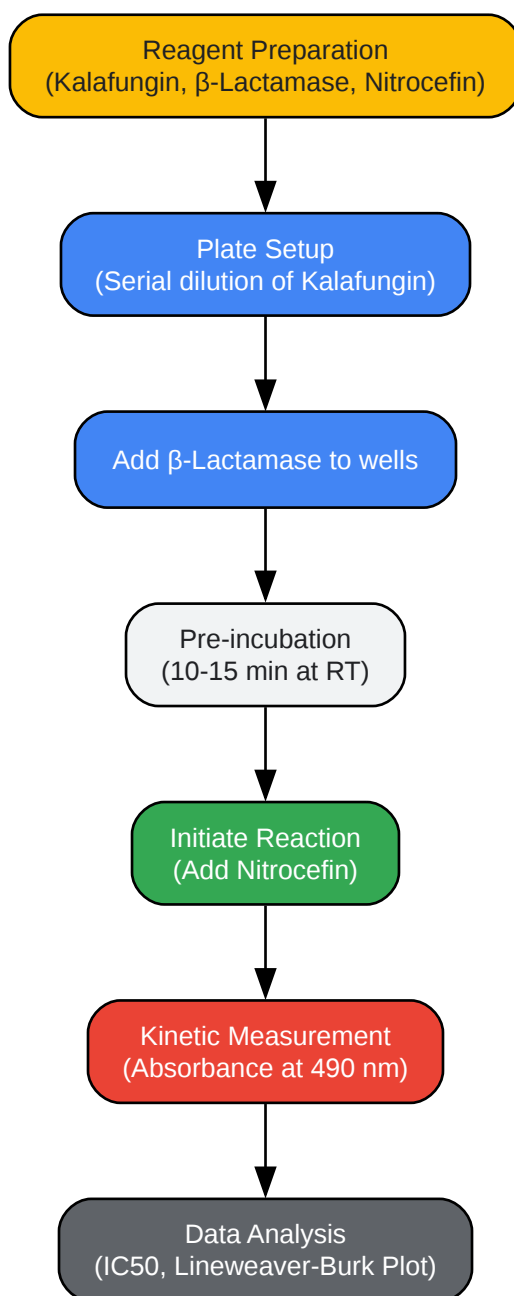 Reagent Preparation
(Kalafungin, β-Lactamase, Nitrocefin)
Plate Setup
(Serial dilution of Kalafungin)
Add β-Lactamase to wells
Pre-incubation
(10-15 min at RT)
Initiate Reaction
(Add Nitrocefin)
Kinetic Measurement
(Absorbance at 490 nm)
Data Analysis
(IC50, Lineweaver-Burk Plot)